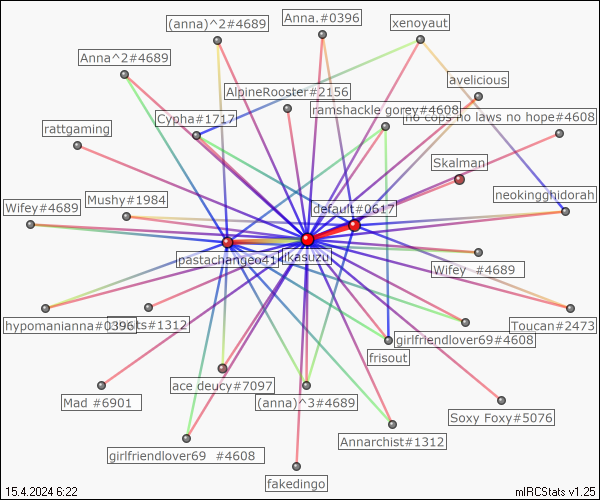 Anna.#0396
(anna)^2#4689
xenoyaut
Anna^2#4689
avelicious
AlpineRooster#2156
ramshackle gorey#4608
no cops no laws no hope#4608
Cypha#1717
rattgaming
Skalman
neokingghidorah
Mushy#1984
Wifey#4689
default#0617
pastachangeo41
ikasuzu
Wifey  #4689
hypomanianna#0396
#1312
Toucan#2473
girlfriendlover69#4608
frisout
ace deucy#7097
Mad #6901
(anna)^3#4689
Soxy Foxy#5076
Annarchist#1312
girlfriendlover69  #4608
fakedingo
15.4.2024 6:22
mIRCStats v1.25